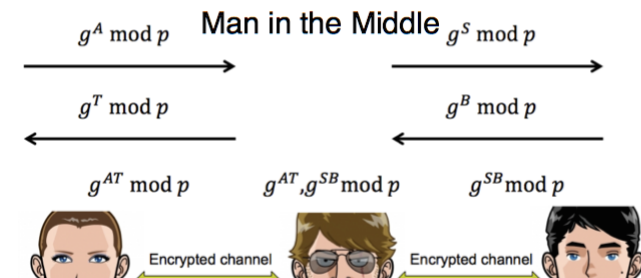 Man in the Middle
g^A mod p
g^S mod p
g^T mod p
g^B mod p
g^{AT} mod p
g^{AT},g^{SB} mod p
g^{SB} mod p
Encrypted channel
Encrypted channel